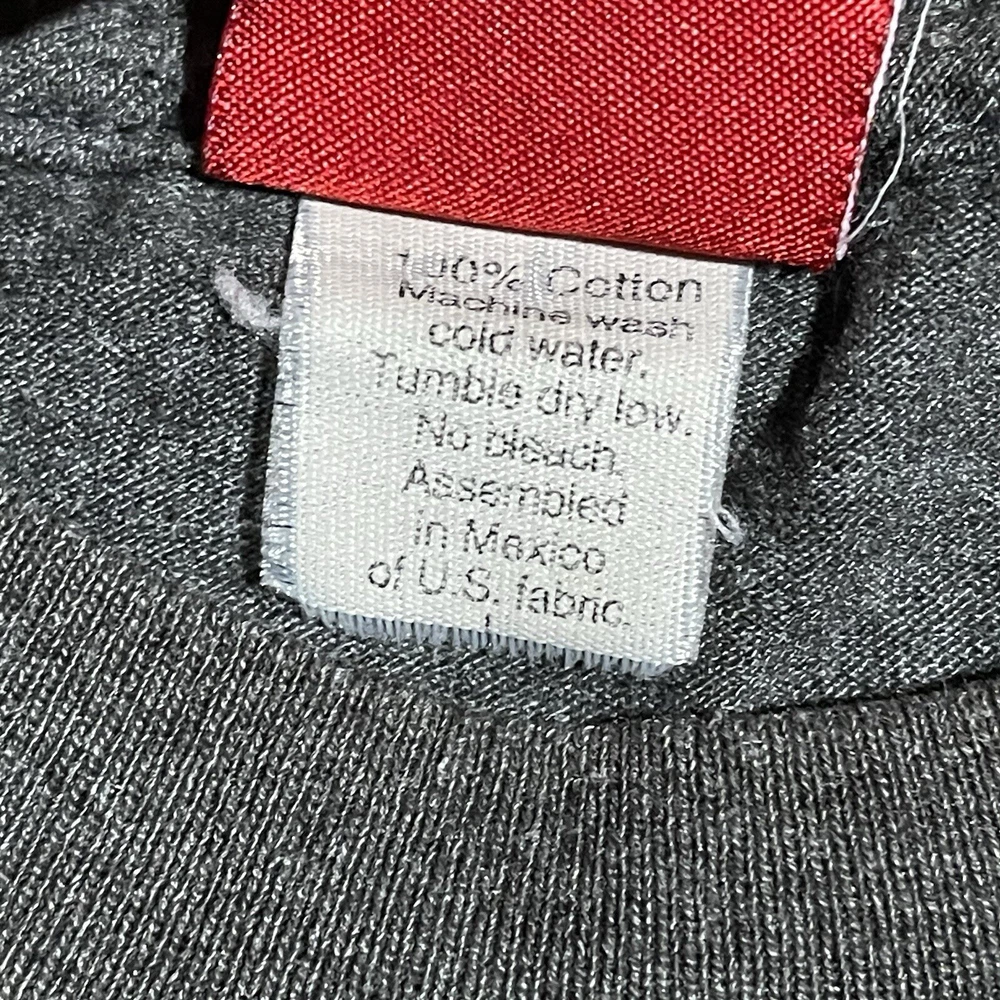 100% Cotton
Machine wash
cold water.
Tumble dry low.
No bleach.
Assembled
in Mexico
of U.S. fabric.